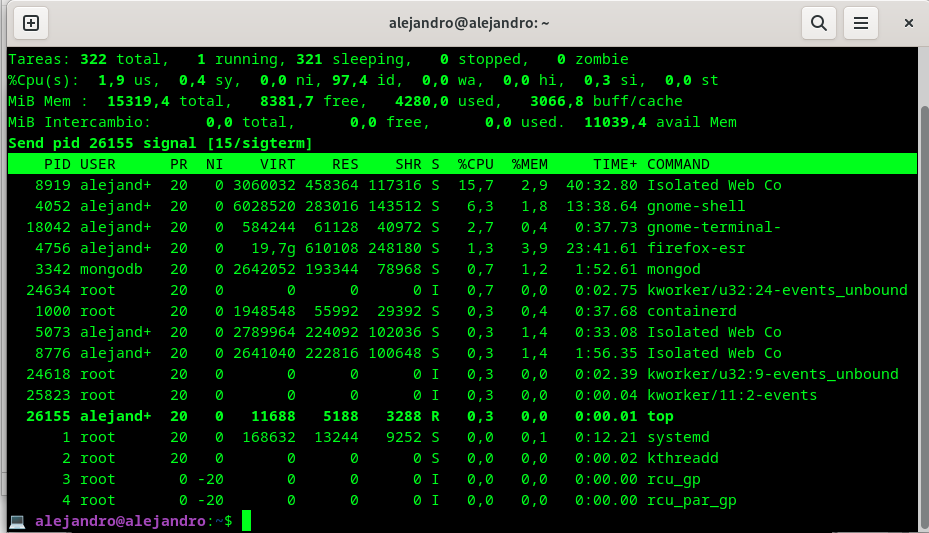 alejandro@alejandro: ~
Tareas: 322 total,   1 running, 321 sleeping,   0 stopped,   0 zombie
%Cpu(s):  1,9 us,  0,4 sy,  0,0 ni, 97,4 id,  0,0 wa,  0,0 hi,  0,3 si,  0,0 st
MiB Mem :  15319,4 total,   8381,7 free,   4280,0 used,   3066,8 buff/cache
MiB Intercambio:      0,0 total,      0,0 free,      0,0 used.  11039,4 avail Mem
Send pid 26155 signal [15/sigterm]
PID USER      PR  NI    VIRT    RES    SHR S  %CPU  %MEM     TIME+ COMMAND
8919 alejand+  20   0 3060032 458364 117316 S  15,7   2,9  40:32.80 Isolated Web Co
4052 alejand+  20   0 6028520 283016 143512 S   6,3   1,8  13:38.64 gnome-shell
18042 alejand+  20   0  584244  61128  40972 S   2,7   0,4   0:37.73 gnome-terminal-
4756 alejand+  20   0   19,7g 610108 248180 S   1,3   3,9  23:41.61 firefox-esr
3342 mongodb   20   0 2642052 193344  78968 S   0,7   1,2   1:52.61 mongod
24634 root      20   0       0      0      0 I   0,7   0,0   0:02.75 kworker/u32:24-events_unbound
1000 root      20   0 1948548  55992  29392 S   0,3   0,4   0:37.68 containerd
5073 alejand+  20   0 2789964 224092 102036 S   0,3   1,4   0:33.08 Isolated Web Co
8776 alejand+  20   0 2641040 222816 100648 S   0,3   1,4   1:56.35 Isolated Web Co
24618 root      20   0       0      0      0 I   0,3   0,0   0:02.39 kworker/u32:9-events_unbound
25823 root      20   0       0      0      0 I   0,3   0,0   0:00.04 kworker/11:2-events
26155 alejand+  20   0   11688   5188   3288 R   0,3   0,0   0:00.01 top
1 root      20   0  168632  13244   9252 S   0,0   0,1   0:12.21 systemd
2 root      20   0       0      0      0 S   0,0   0,0   0:00.02 kthreadd
3 root       0 -20       0      0      0 I   0,0   0,0   0:00.00 rcu_gp
4 root       0 -20       0      0      0 I   0,0   0,0   0:00.00 rcu_par_gp
💻 alejandro@alejandro:~$